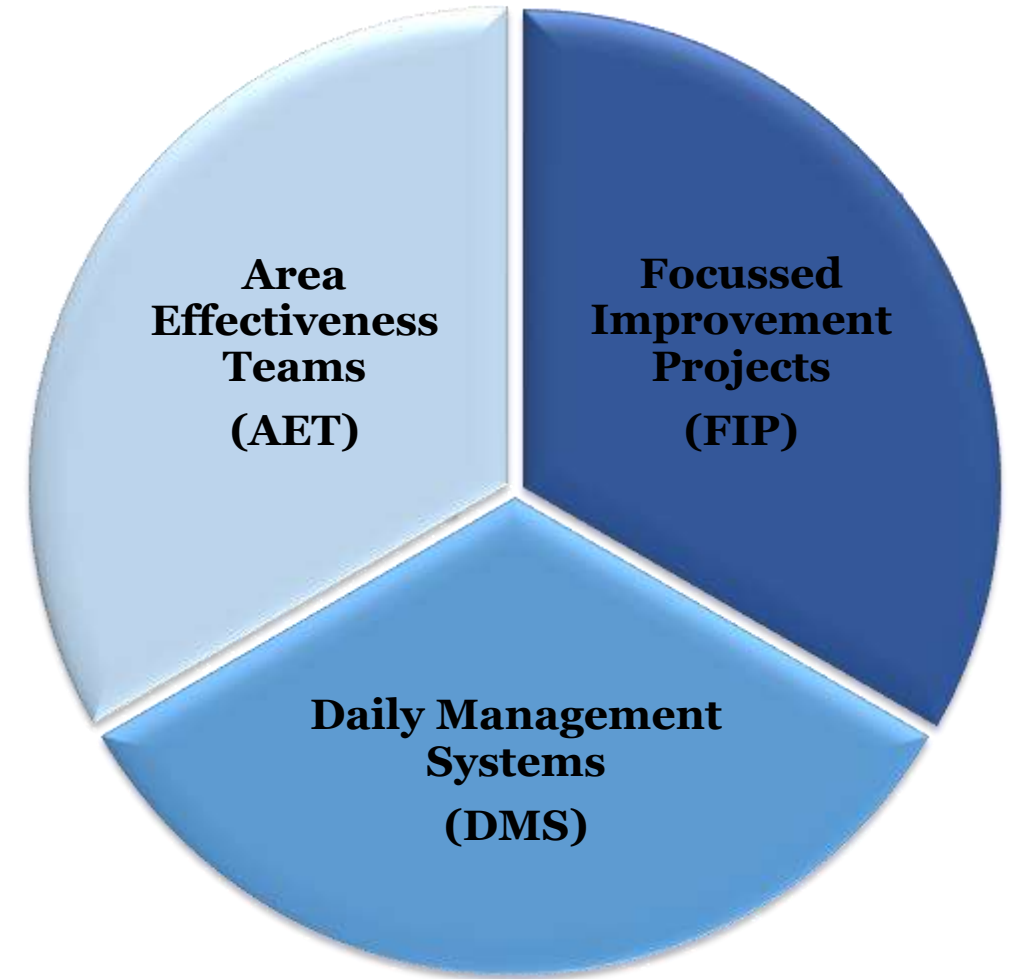 Area
Effectiveness
Teams
(AET)
Focussed
Improvement
Projects
(FIP)
Daily Management
Systems
(DMS)